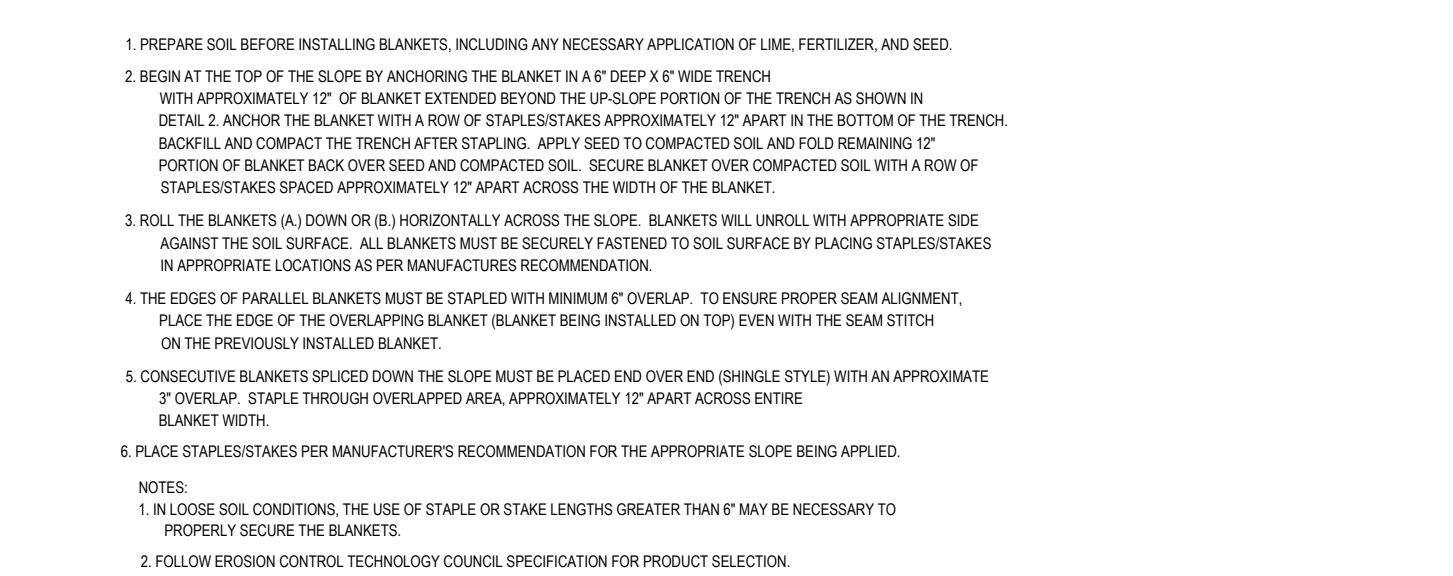 1. PREPARE SOIL BEFORE INSTALLING BLANKETS, INCLUDING ANY NECESSARY APPLICATION OF LIME, FERTILIZER, AND SEED.
2. BEGIN AT THE TOP OF THE SLOPE BY ANCHORING THE BLANKET IN A 6" DEEP X 6" WIDE TRENCH
WITH APPROXIMATELY 12" OF BLANKET EXTENDED BEYOND THE UP-SLOPE PORTION OF THE TRENCH AS SHOWN IN
DETAIL 2. ANCHOR THE BLANKET WITH A ROW OF STAPLES/STAKES APPROXIMATELY 12" APART IN THE BOTTOM OF THE TRENCH.
BACKFILL AND COMPACT THE TRENCH AFTER STAPLING. APPLY SEED TO COMPACTED SOIL AND FOLD REMAINING 12"
PORTION OF BLANKET BACK OVER SEED AND COMPACTED SOIL. SECURE BLANKET OVER COMPACTED SOIL WITH A ROW OF
STAPLES/STAKES SPACED APPROXIMATELY 12" APART ACROSS THE WIDTH OF THE BLANKET.
3. ROLL THE BLANKETS (A.) DOWN OR (B.) HORIZONTALLY ACROSS THE SLOPE. BLANKETS WILL UNROLL WITH APPROPRIATE SIDE
AGAINST THE SOIL SURFACE. ALL BLANKETS MUST BE SECURELY FASTENED TO SOIL SURFACE BY PLACING STAPLES/STAKES
IN APPROPRIATE LOCATIONS AS PER MANUFACTURES RECOMMENDATION.
4. THE EDGES OF PARALLEL BLANKETS MUST BE STAPLED WITH MINIMUM 6" OVERLAP. TO ENSURE PROPER SEAM ALIGNMENT,
PLACE THE EDGE OF THE OVERLAPPING BLANKET (BLANKET BEING INSTALLED ON TOP) EVEN WITH THE SEAM STITCH
ON THE PREVIOUSLY INSTALLED BLANKET.
5. CONSECUTIVE BLANKETS SPLICED DOWN THE SLOPE MUST BE PLACED END OVER END (SHINGLE STYLE) WITH AN APPROXIMATE
3" OVERLAP. STAPLE THROUGH OVERLAPPED AREA, APPROXIMATELY 12" APART ACROSS ENTIRE
BLANKET WIDTH.
6. PLACE STAPLES/STAKES PER MANUFACTURER'S RECOMMENDATION FOR THE APPROPRIATE SLOPE BEING APPLIED.
NOTES:
1. IN LOOSE SOIL CONDITIONS, THE USE OF STAPLE OR STAKE LENGTHS GREATER THAN 6" MAY BE NECESSARY TO
PROPERLY SECURE THE BLANKETS.
2. FOLLOW EROSION CONTROL TECHNOLOGY COUNCIL SPECIFICATION FOR PRODUCT SELECTION.